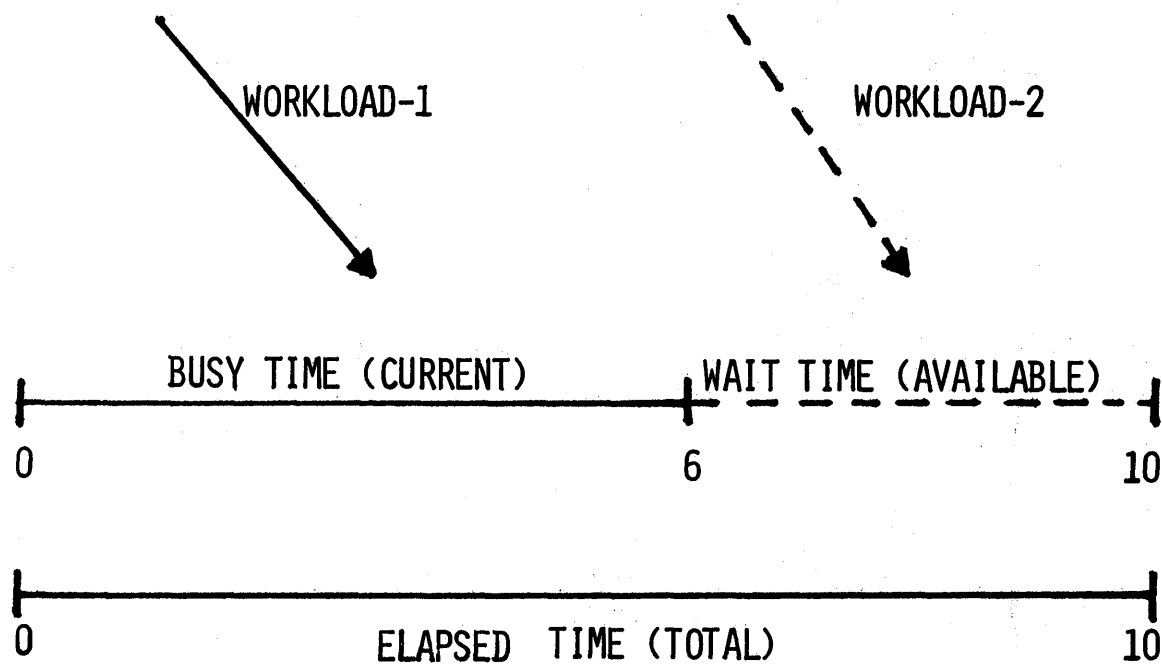 WORKLOAD-1 WORKLOAD-2
BUSY TIME (CURRENT) WAIT TIME (AVAILABLE)
0 6 10
0 ELAPSED TIME (TOTAL) 10